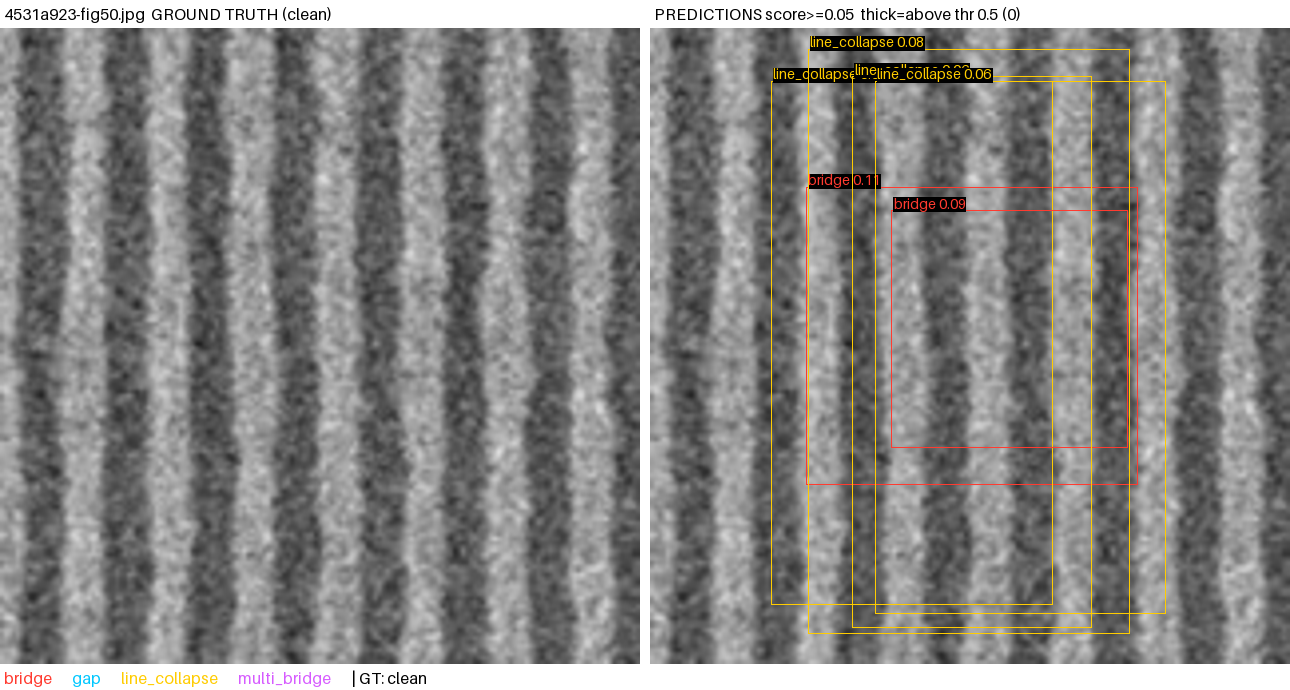 4531a923-fig50.jpg GROUND TRUTH (clean)
PREDICTIONS score>=0.05 thick=above thr 0.5 (0)
line_collapse 0.08
line_collapse
line_collapse 0.06
bridge 0.11
bridge 0.09
bridge gap line_collapse multi_bridge | GT: clean